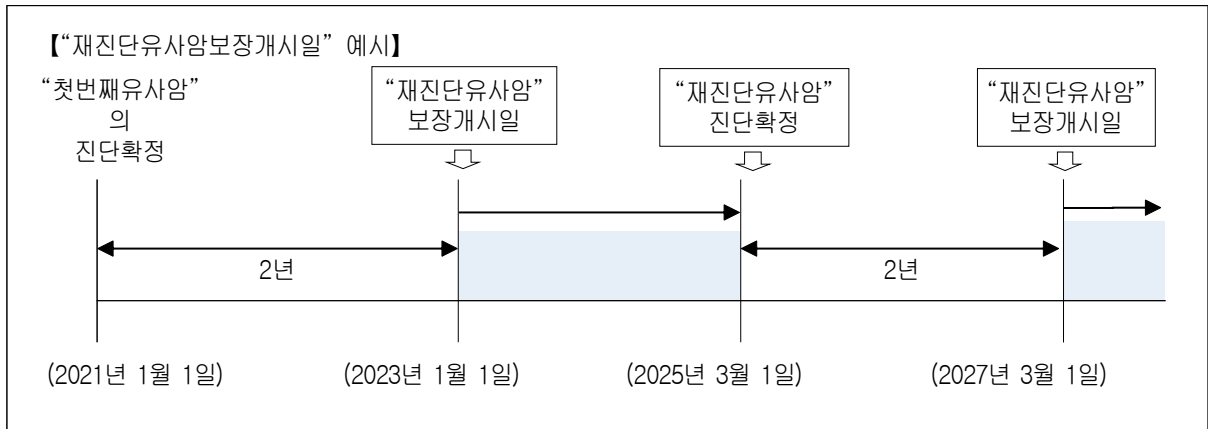 【“재진단유사암보장개시일” 예시】
“첫번째유사암”
의
진단확정
“재진단유사암”
보장개시일
“재진단유사암”
진단확정
“재진단유사암”
보장개시일
2년
2년
(2021년 1월 1일)
(2023년 1월 1일)
(2025년 3월 1일)
(2027년 3월 1일)